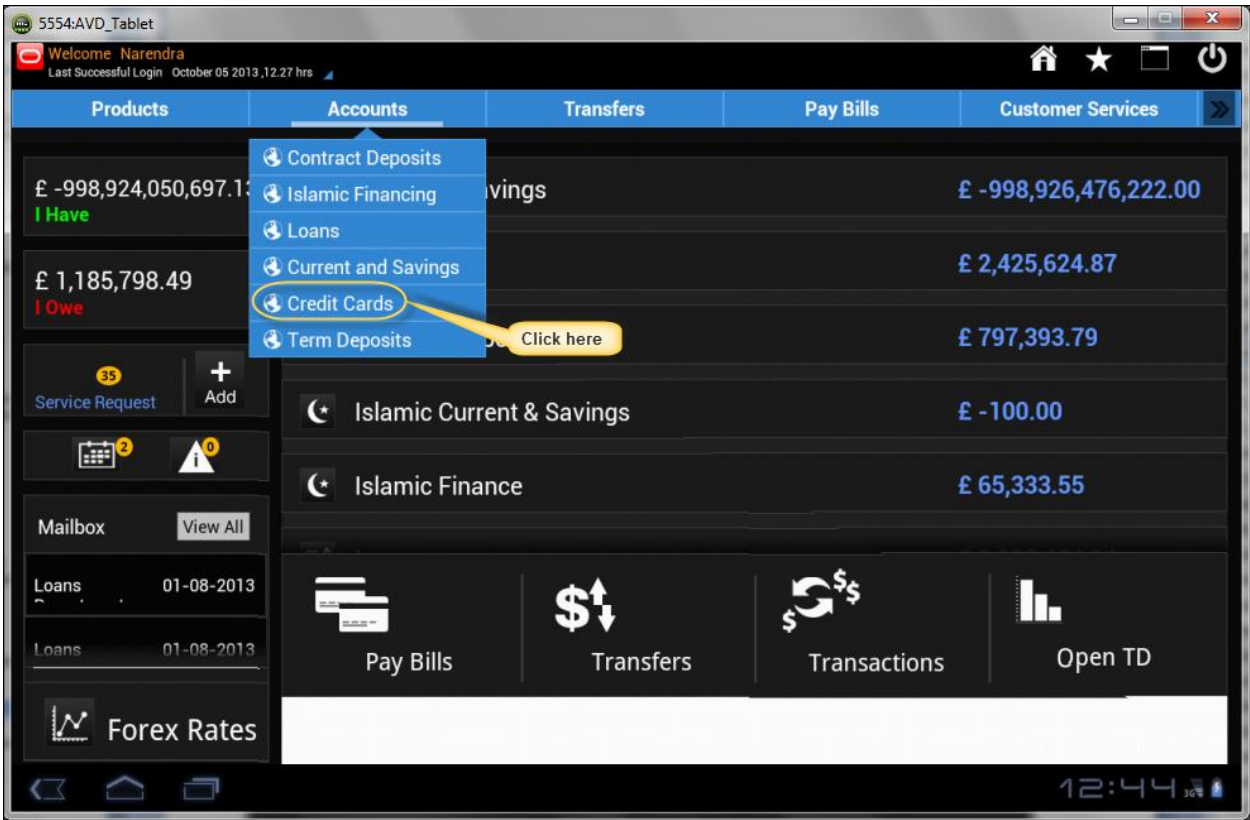 5554:AVD_Tablet
Welcome Narendra
Last Successful Login October 05 2013 ,12.27 hrs
Products Accounts Transfers Pay Bills Customer Services
Contract Deposits
Islamic Financing
Loans
Current and Savings
Credit Cards
Term Deposits
Click here
£ -998,924,050,697.1
I Have
£ 1,185,798.49
I Owe
35
Service Request
+
Add
2
0
Mailbox View All
Loans 01-08-2013
Loans 01-08-2013
Forex Rates
vings £ -998,926,476,222.00
£ 2,425,624.87
£ 797,393.79
Islamic Current & Savings £ -100.00
Islamic Finance £ 65,333.55
Pay Bills Transfers Transactions Open TD
12:44
3G